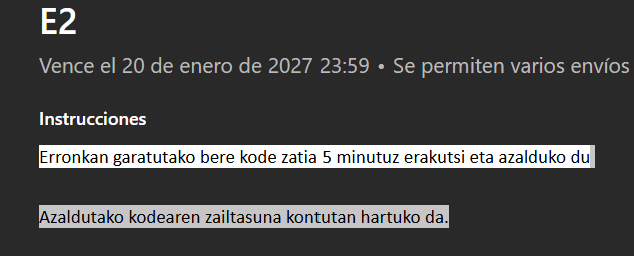 E2
Vence el 20 de enero de 2027 23:59 • Se permiten varios envíos
Instrucciones
Erronkan garatutako bere kode zatia 5 minutuz erakutsi eta azalduko du
Azaldutako kodearen zailtasuna kontutan hartuko da.